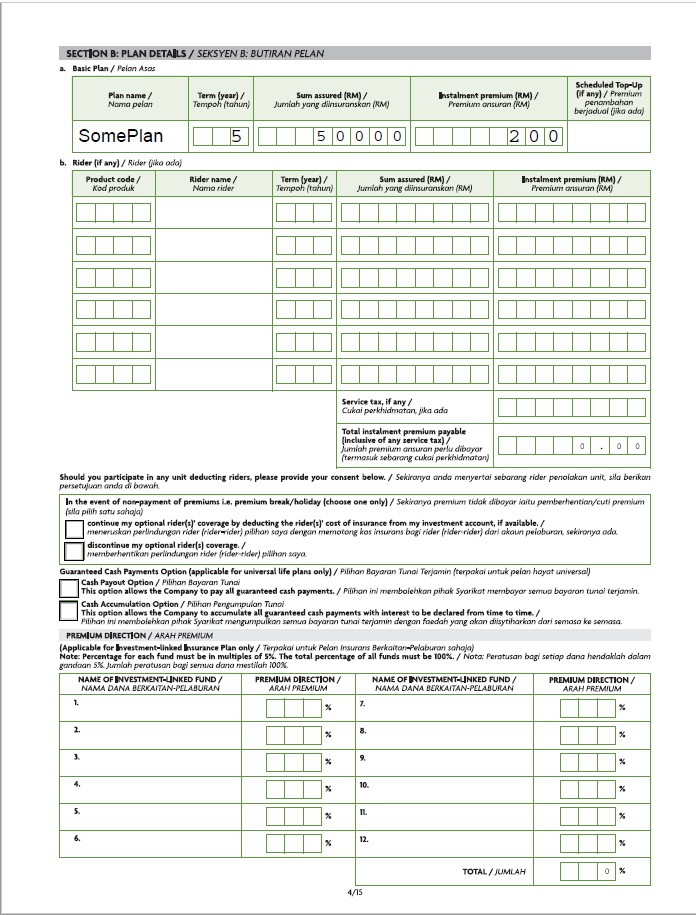 SECTION B: PLAN DETAILS / SEKSYEN B: BUTIRAN PELAN
a. Basic Plan / Pelan Asas
Plan name /
Nama pelan
Term (year) /
Tempoh (tahun)
Sum assured (RM) /
Jumlah yang diinsuranskan (RM)
Instalment premium (RM) /
Premium ansuran (RM)
Scheduled Top-Up
(if any) / Premium
penambahan
berjadual (jika ada)
SomePlan 5 50000 200
b. Rider (if any) / Rider (jika ada)
Product code /
Kod produk
Rider name /
Nama rider
Term (year) /
Tempoh (tahun)
Sum assured (RM) /
Jumlah yang diinsuranskan (RM)
Instalment premium (RM) /
Premium ansuran (RM)
Service tax, if any /
Cukai perkhidmatan, jika ada
Total instalment premium payable
(inclusive of any service tax) /
Jumlah premium ansuran perlu dibayar
(termasuk sebarang cukai perkhidmatan)
0.00
Should you participate in any unit deducting riders, please provide your consent below. / Sekiranya anda menyertai sebarang rider penolakan unit, sila berikan
persetujuan anda di bawah.
In the event of non-payment of premiums i.e. premium break/holiday (choose one only) / Sekiranya premium tidak dibayar iaitu pemberhentian/cuti premium
(sila pilih satu sahaja)
continue my optional rider(s)' coverage by deducting the rider(s)' cost of insurance from my investment account, if available. /
meneruskan perlindungan rider (rider-rider) pilihan saya dengan memotong kos insurans bagi rider (rider-rider) dari akaun pelaburan, sekiranya ada.
discontinue my optional rider(s) coverage. /
memberhentikan perlindungan rider (rider-rider) pilihan saya.
Guaranteed Cash Payments Option (applicable for universal life plans only) / Pilihan Bayaran Tunai Terjamin (terpakai untuk pelan hayat universal)
Cash Payout Option / Pilihan Bayaran Tunai
This option allows the Company to pay all guaranteed cash payments. / Pilihan ini membolehkan pihak Syarikat membayar semua bayaran tunai terjamin.
Cash Accumulation Option / Pilihan Pengumpulan Tunai
This option allows the Company to accumulate all guaranteed cash payments with interest to be declared from time to time. /
Pilihan ini membolehkan pihak Syarikat mengumpulkan semua bayaran tunai terjamin dengan faedah yang akan diisytiharkan dari semasa ke semasa.
PREMIUM DIRECTION / ARAH PREMIUM
(Applicable for Investment-linked Insurance Plan only / Terpakai untuk Pelan Insurans Berkaitan-Pelaburan sahaja)
Note: Percentage for each fund must be in multiples of 5%. The total percentage of all funds must be 100%. / Nota: Peratusan bagi setiap dana hendaklah dalam
gandaan 5%. Jumlah peratusan bagi semua dana mestilah 100%.
NAME OF INVESTMENT-LINKED FUND /
NAMA DANA BERKAITAN-PELABURAN
PREMIUM DIRECTION /
ARAH PREMIUM
NAME OF INVESTMENT-LINKED FUND /
NAMA DANA BERKAITAN-PELABURAN
PREMIUM DIRECTION /
ARAH PREMIUM
1. % 7. %
2. % 8. %
3. % 9. %
4. % 10. %
5. % 11. %
6. % 12. %
TOTAL / JUMLAH 0 %
4/15